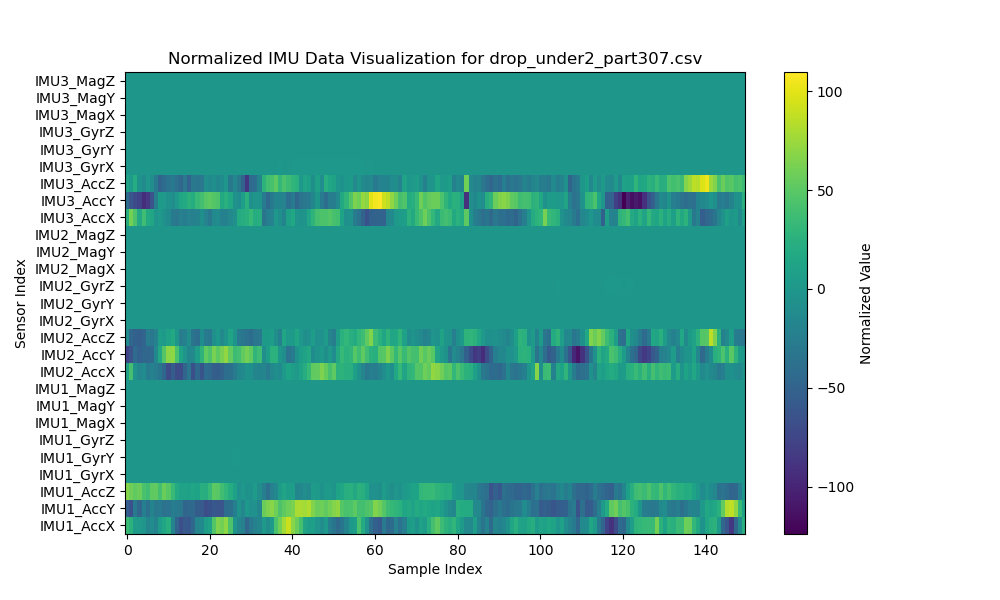 Normalized IMU Data Visualization for drop_under2_part307.csv
IMU3_MagZ
IMU3_MagY
IMU3_MagX
IMU3_GyrZ
IMU3_GyrY
IMU3_GyrX
IMU3_AccZ
IMU3_AccY
IMU3_AccX
IMU2_MagZ
IMU2_MagY
IMU2_MagX
IMU2_GyrZ
IMU2_GyrY
IMU2_GyrX
IMU2_AccZ
IMU2_AccY
IMU2_AccX
IMU1_MagZ
IMU1_MagY
IMU1_MagX
IMU1_GyrZ
IMU1_GyrY
IMU1_GyrX
IMU1_AccZ
IMU1_AccY
IMU1_AccX
Sensor Index
0 20 40 60 80 100 120 140
Sample Index
100
50
0
−50
−100
Normalized Value